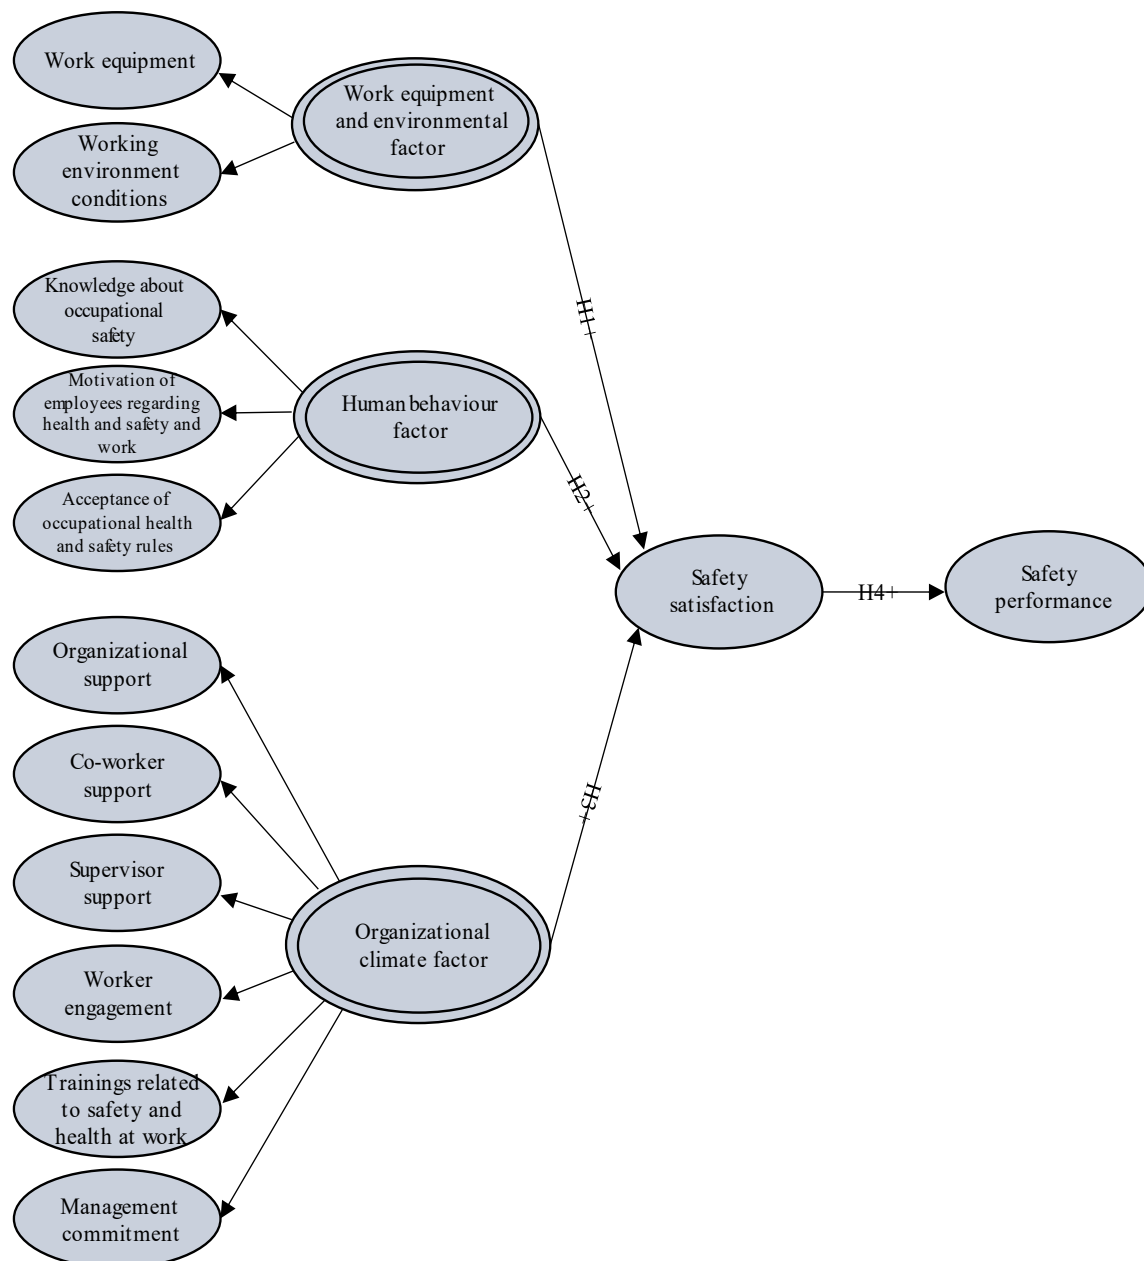 Work equipment
Working
environment
conditions
Work equipment
and environmental
factor
H1+
Knowledge about
occupational
safety
Motivation of
employees regarding
health and safety and
work
Acceptance of
occupational health
and safety rules
Human behaviour
factor
H2+
Safety
satisfaction
H4+
Safety
performance
Organizational
support
Co-worker
support
Supervisor
support
Worker
engagement
Trainings related
to safety and
health at work
Management
commitment
Organizational
climate factor
H3+